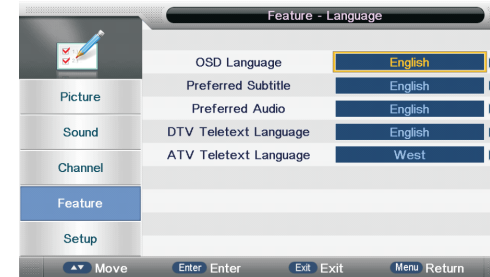 Feature - Language
OSD Language English
Preferred Subtitle English
Preferred Audio English
DTV Teletext Language English
ATV Teletext Language West
Picture
Sound
Channel
Feature
Setup
Move Enter Enter Exit Exit Menu Return